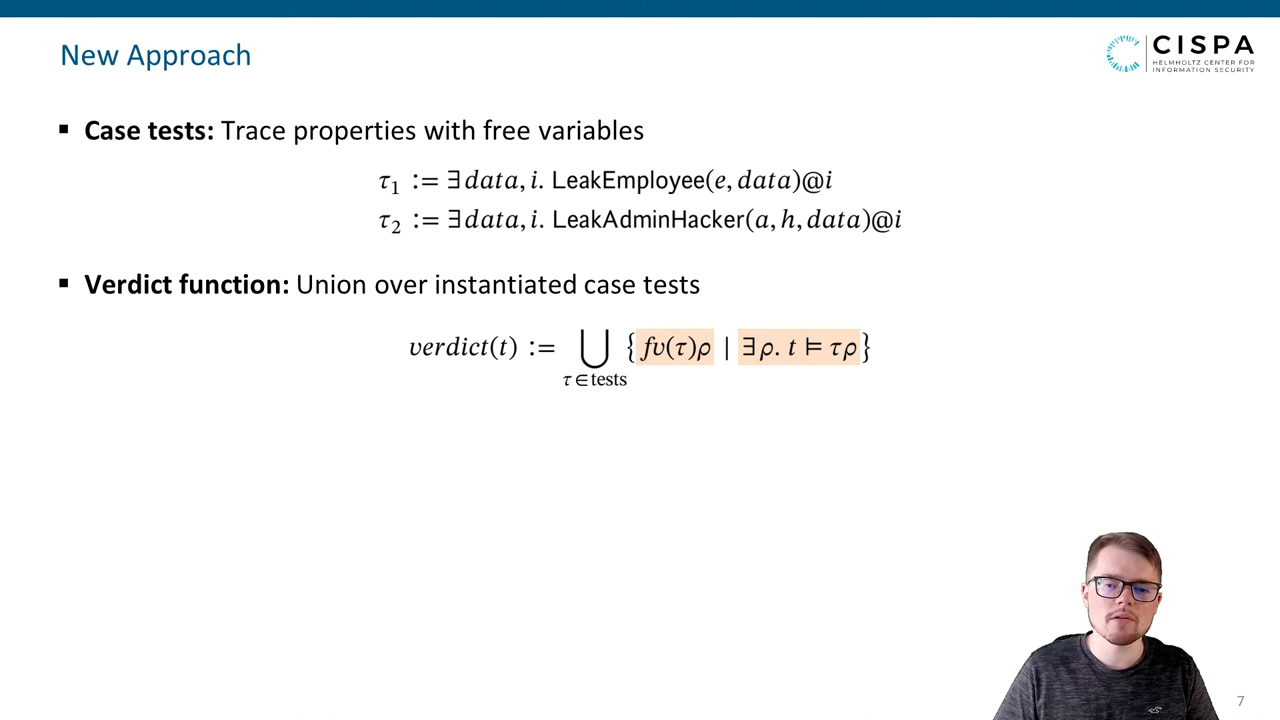 New Approach
CISPA
HELMHOLTZ CENTER FOR
INFORMATION SECURITY
▪ Case tests: Trace properties with free variables
τ₁ := ∃ data, i. LeakEmployee(e, data)@i
τ₂ := ∃ data, i. LeakAdminHacker(a, h, data)@i
▪ Verdict function: Union over instantiated case tests
verdict(t) := ⋃ { fv(τ)ρ | ∃ ρ. t ⊨ τρ }
τ ∈ tests
7